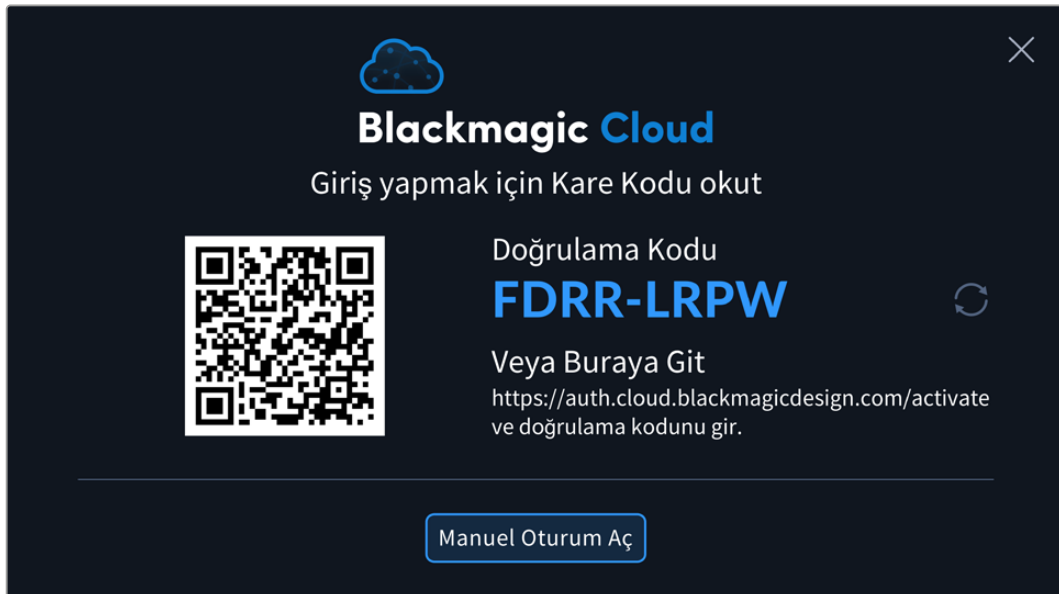 Blackmagic Cloud
Giriş yapmak için Kare Kodu okut
Doğrulama Kodu
FDRR-LRPW
Veya Buraya Git
https://auth.cloud.blackmagicdesign.com/activate
ve doğrulama kodunu gir.
Manuel Oturum Aç